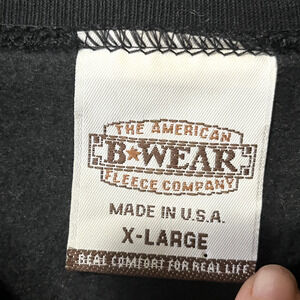 THE AMERICAN
B★WEAR
FLEECE COMPANY
MADE IN U.S.A.
X-LARGE
REAL COMFORT FOR REAL LIFE